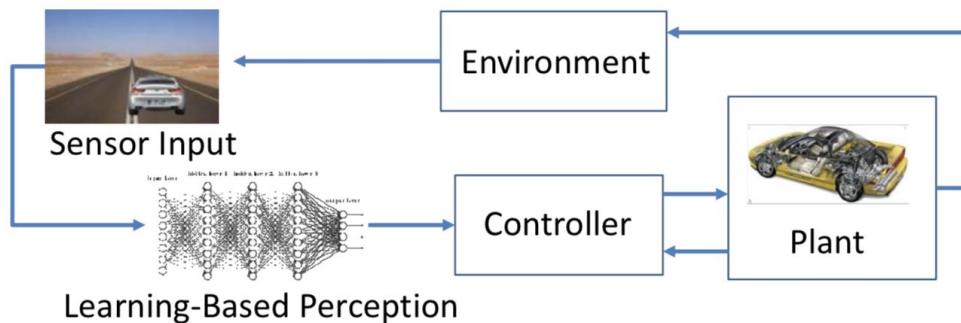 Environment
Sensor Input
Controller
Plant
Learning-Based Perception